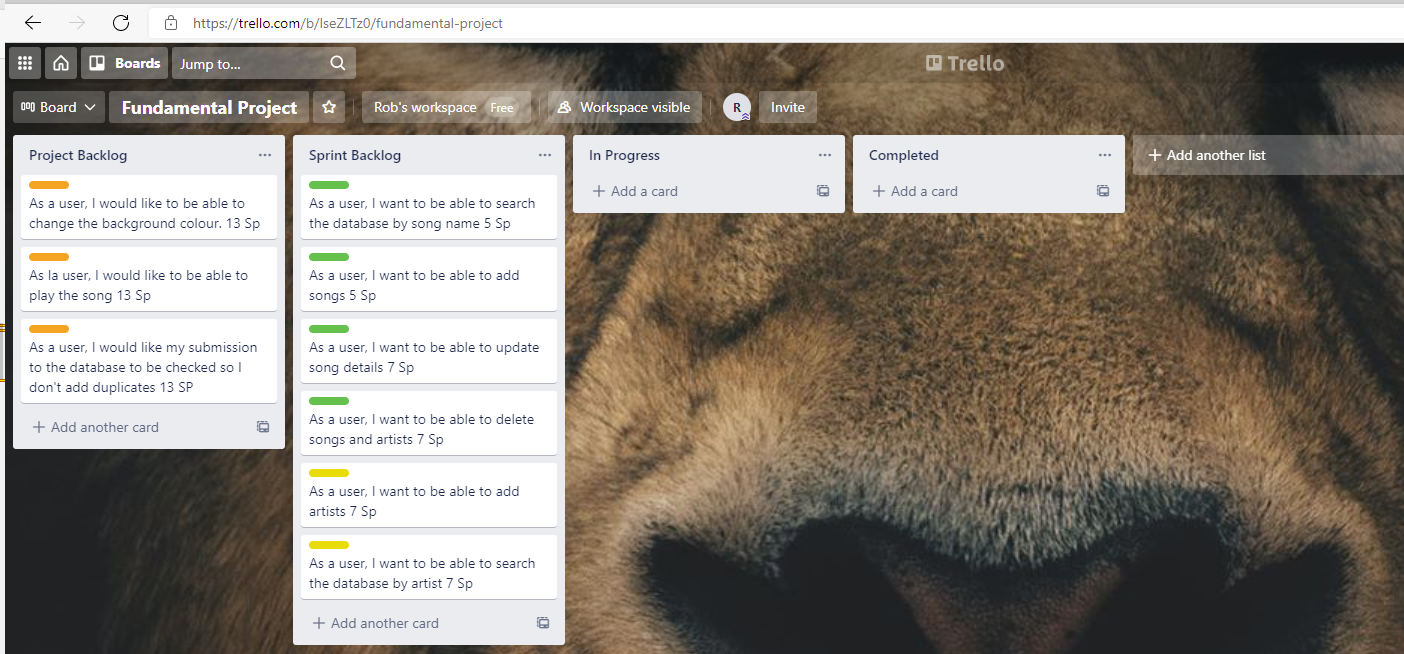 https://trello.com/b/lseZLTz0/fundamental-project
Boards
Jump to...
Trello
Board
Fundamental Project
Rob's workspace
Free
Workspace visible
R
Invite
Project Backlog
As a user, I would like to be able to
change the background colour. 13 Sp
As la user, I would like to be able to
play the song 13 Sp
As a user, I would like my submission
to the database to be checked so I
don't add duplicates 13 SP
Add another card
Sprint Backlog
As a user, I want to be able to search
the database by song name 5 Sp
As a user, I want to be able to add
songs 5 Sp
As a user, I want to be able to update
song details 7 Sp
As a user, I want to be able to delete
songs and artists 7 Sp
As a user, I want to be able to add
artists 7 Sp
As a user, I want to be able to search
the database by artist 7 Sp
Add another card
In Progress
Add a card
Completed
Add a card
Add another list